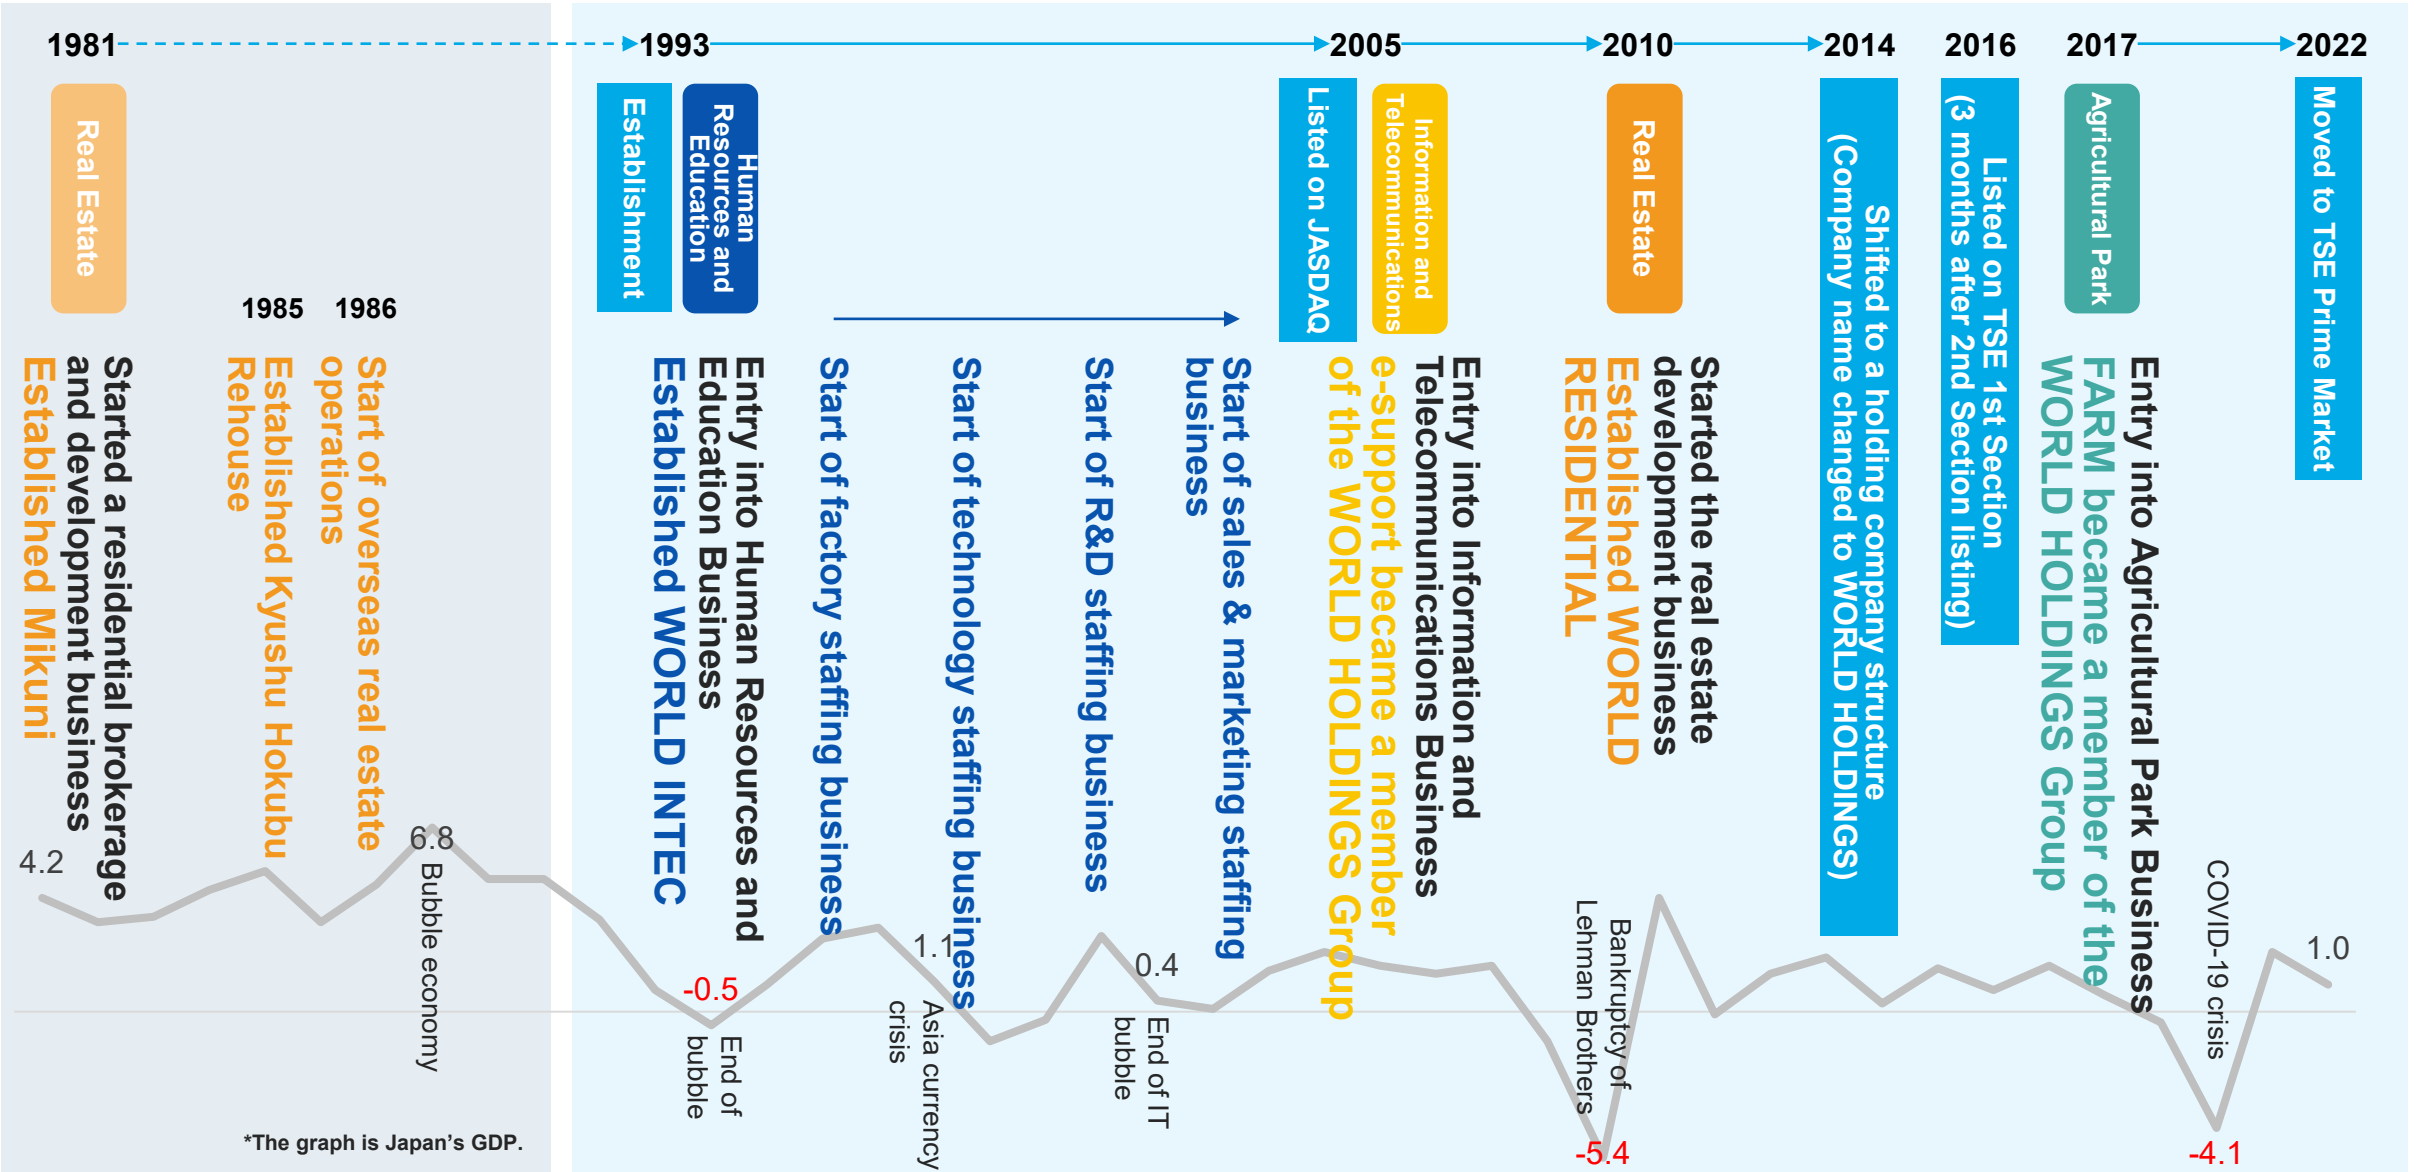 1981
1993
2005
2010
2014
2016
2017
2022
Real Estate
Establishment
Human
Resources and
Education
Listed on JASDAQ
Information and
Telecommunications
Real Estate
Shifted to a holding company structure
(Company name changed to WORLD HOLDINGS)
Listed on TSE 1st Section
(3 months after 2nd Section listing)
Agricultural Park
Moved to TSE Prime Market
1985
1986
Started a residential brokerage
and development business
Established Mikuni
Established Kyushu Hokubu
Rehouse
Start of overseas real estate
operations
Entry into Human Resources and
Education Business
Established WORLD INTEC
Start of factory staffing business
Start of technology staffing business
Start of R&D staffing business
Start of sales & marketing staffing
business
Entry into Information and
Telecommunications Business
e-support became a member
of the WORLD HOLDINGS Group
Started the real estate
development business
Established WORLD
RESIDENTIAL
Entry into Agricultural Park Business
FARM became a member of the
WORLD HOLDINGS Group
4.2
6.8
Bubble economy
-0.5
End of
bubble
1.1
Asia currency
crisis
0.4
End of IT
bubble
Bankruptcy of
Lehman Brothers
-5.4
COVID-19 crisis
-4.1
1.0
*The graph is Japan's GDP.